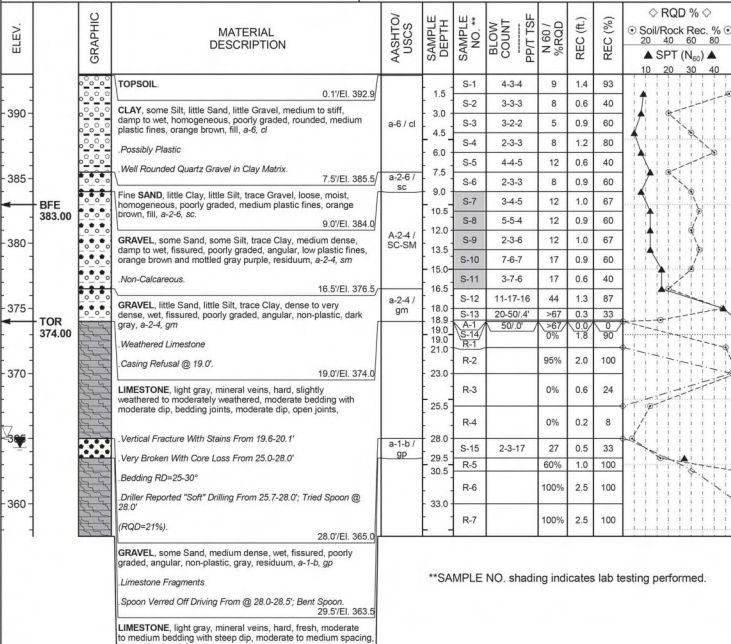 ELEV.
GRAPHIC
MATERIAL
DESCRIPTION
AASHTO/
USCS
SAMPLE
DEPTH
SAMPLE
NO. **
BLOW
COUNT
--------
PP/TT TSF
N 60 /
%RQD
REC (ft.)
REC (%)
◇ RQD % ◇
⊙ Soil/Rock Rec. % ⊙
20 40 60 80
▲ SPT (N60) ▲
20 40 60 80
390
385
BFE
383.00
380
375
TOR
374.00
370
365
360
TOPSOIL
0.1'/El. 392.9
CLAY, some Silt, little Sand, little Gravel, medium to stiff,
damp to wet, homogeneous, poorly graded, rounded, medium
plastic fines, orange brown, fill, a-6, cl
.Possibly Plastic
.Well Rounded Quartz Gravel in Clay Matrix.
7.5'/El. 385.5
Fine SAND, little Clay, little Silt, trace Gravel, loose, moist,
homogeneous, poorly graded, medium plastic fines, orange
brown, fill, a-2-6, sc.
9.0'/El. 384.0
GRAVEL, some Sand, some Silt, trace Clay, medium dense,
damp to wet, fissured, poorly graded, angular, low plastic fines,
orange brown and mottled gray purple, residuum, a-2-4, sm
.Non-Calcareous.
16.5'/El. 376.5
GRAVEL, little Sand, little Silt, trace Clay, dense to very
dense, wet, fissured, poorly graded, angular, non-plastic, dark
gray, a-2-4, gm
.Weathered Limestone
.Casing Refusal @ 19.0'.
19.0'/El. 374.0
LIMESTONE, light gray, mineral veins, hard, slightly
weathered to moderately weathered, moderate bedding with
moderate dip, bedding joints, moderate dip, open joints,
.Vertical Fracture With Stains From 19.6-20.1'
.Very Broken With Core Loss From 25.0-28.0'
.Bedding RD=25-30°
.Driller Reported "Soft" Drilling From 25.7-28.0'; Tried Spoon @
28.0'
(RQD=21%).
28.0'/El. 365.0
GRAVEL, some Sand, medium dense, wet, fissured, poorly
graded, angular, non-plastic, gray, residuum, a-1-b, gp
.Limestone Fragments
.Spoon Verred Off Driving From @ 28.0-28.5'; Bent Spoon.
29.5'/El. 363.5
LIMESTONE, light gray, mineral veins, hard, fresh, moderate
to medium bedding with steep dip, moderate to medium spacing,
a-6 / cl
a-2-6 /
sc
A-2-4 /
SC-SM
a-2-4 /
gm
a-1-b /
gp
1.5
3.0
4.5
6.0
7.5
9.0
10.5
12.0
13.5
15.0
16.5
18.0
18.9
19.0
19.0
21.0
23.0
25.5
28.0
29.5
30.5
33.0
S-1 4-3-4 9 1.4 93
S-2 3-3-3 8 0.6 40
S-3 3-2-2 5 0.9 60
S-4 2-3-3 8 1.2 80
S-5 4-4-5 12 0.6 40
S-6 2-3-3 8 0.9 60
S-7 3-4-5 12 1.0 67
S-8 5-5-4 12 0.9 60
S-9 2-3-6 12 1.0 67
S-10 7-6-7 17 0.9 60
S-11 3-7-6 17 0.6 40
S-12 11-17-16 44 1.3 87
S-13 20-50/.4' >67 0.3 33
A-1 50/.0' >67 0.0 0
S-14 0% 1.8 90
R-1
R-2 95% 2.0 100
R-3 0% 0.6 24
R-4 0% 0.2 8
S-15 2-3-17 27 0.5 33
R-5 60% 1.0 100
R-6 100% 2.5 100
R-7 100% 2.5 100
**SAMPLE NO. shading indicates lab testing performed.